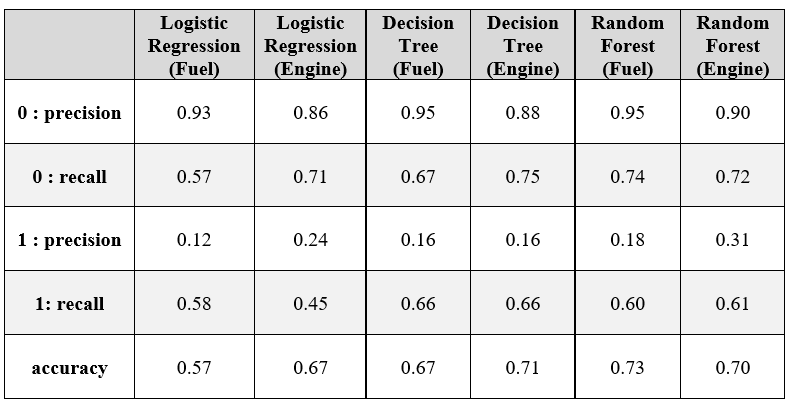 Logistic Regression (Fuel) Logistic Regression (Engine) Decision Tree (Fuel) Decision Tree (Engine) Random Forest (Fuel) Random Forest (Engine)
0 : precision 0.93 0.86 0.95 0.88 0.95 0.90
0 : recall 0.57 0.71 0.67 0.75 0.74 0.72
1 : precision 0.12 0.24 0.16 0.16 0.18 0.31
1: recall 0.58 0.45 0.66 0.66 0.60 0.61
accuracy 0.57 0.67 0.67 0.71 0.73 0.70